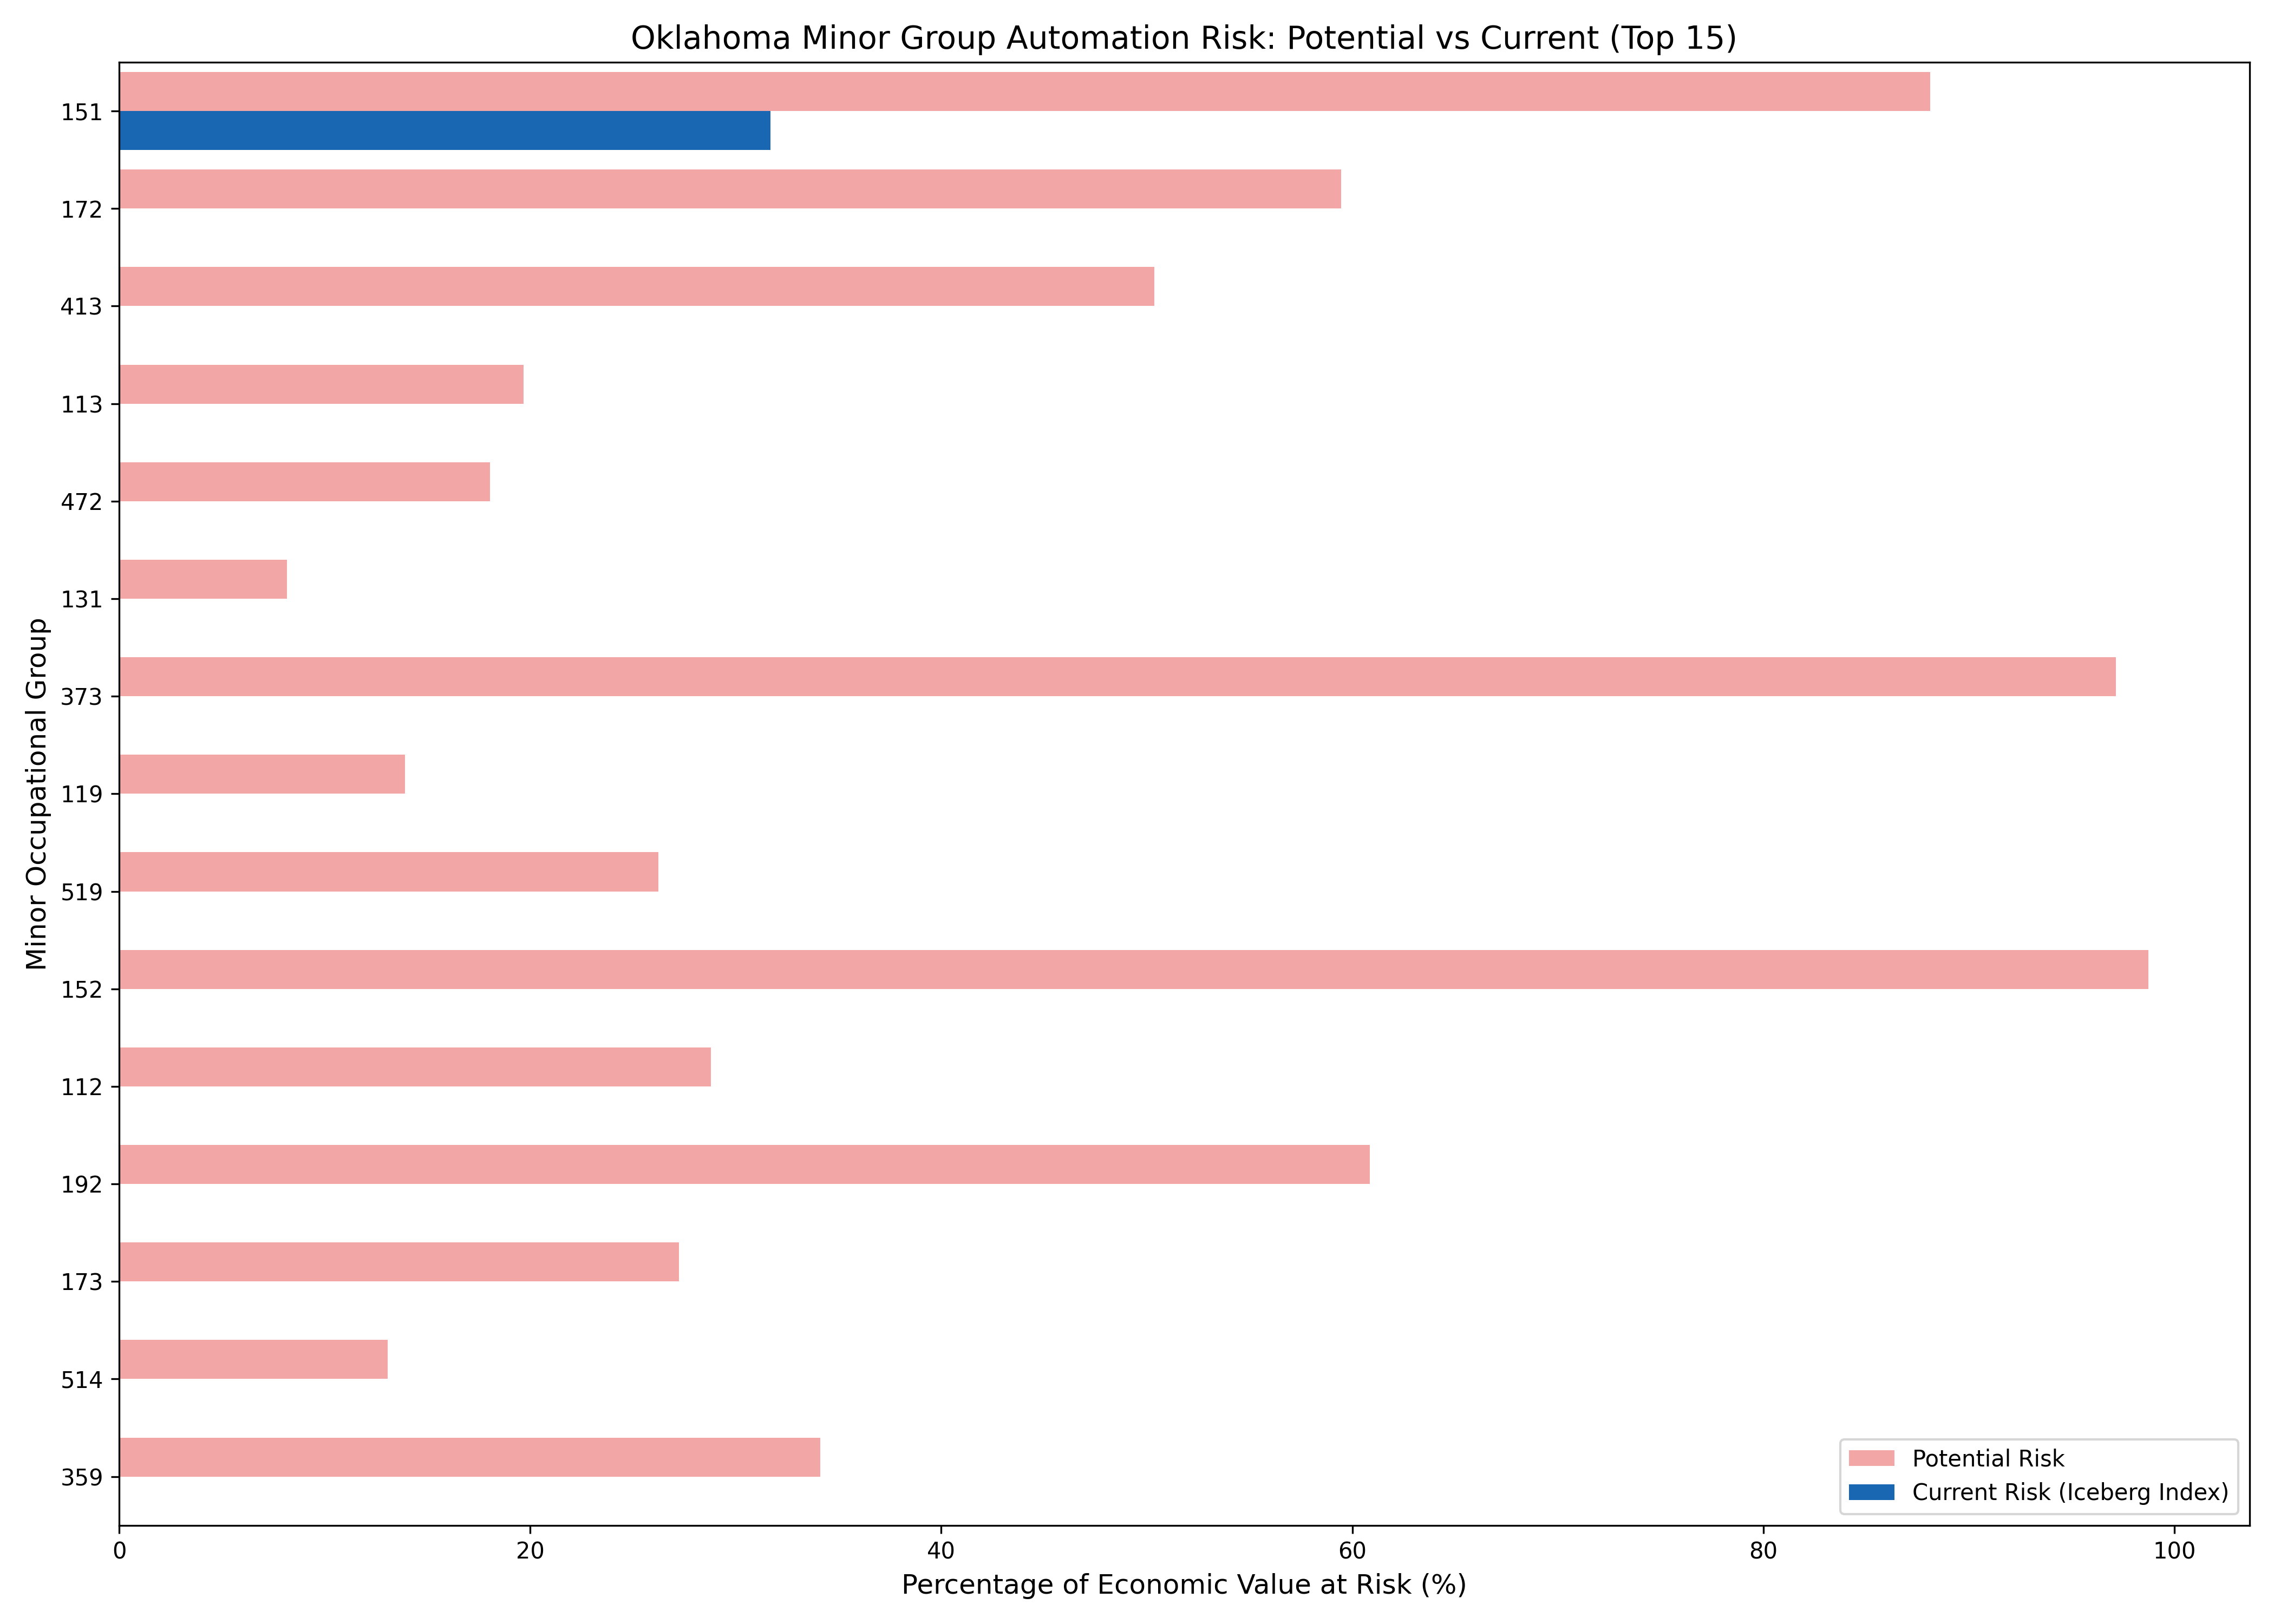 Oklahoma Minor Group Automation Risk: Potential vs Current (Top 15)
Minor Occupational Group
151
172
413
113
472
131
373
119
519
152
112
192
173
514
359
Potential Risk
Current Risk (Iceberg Index)
0 20 40 60 80 100
Percentage of Economic Value at Risk (%)